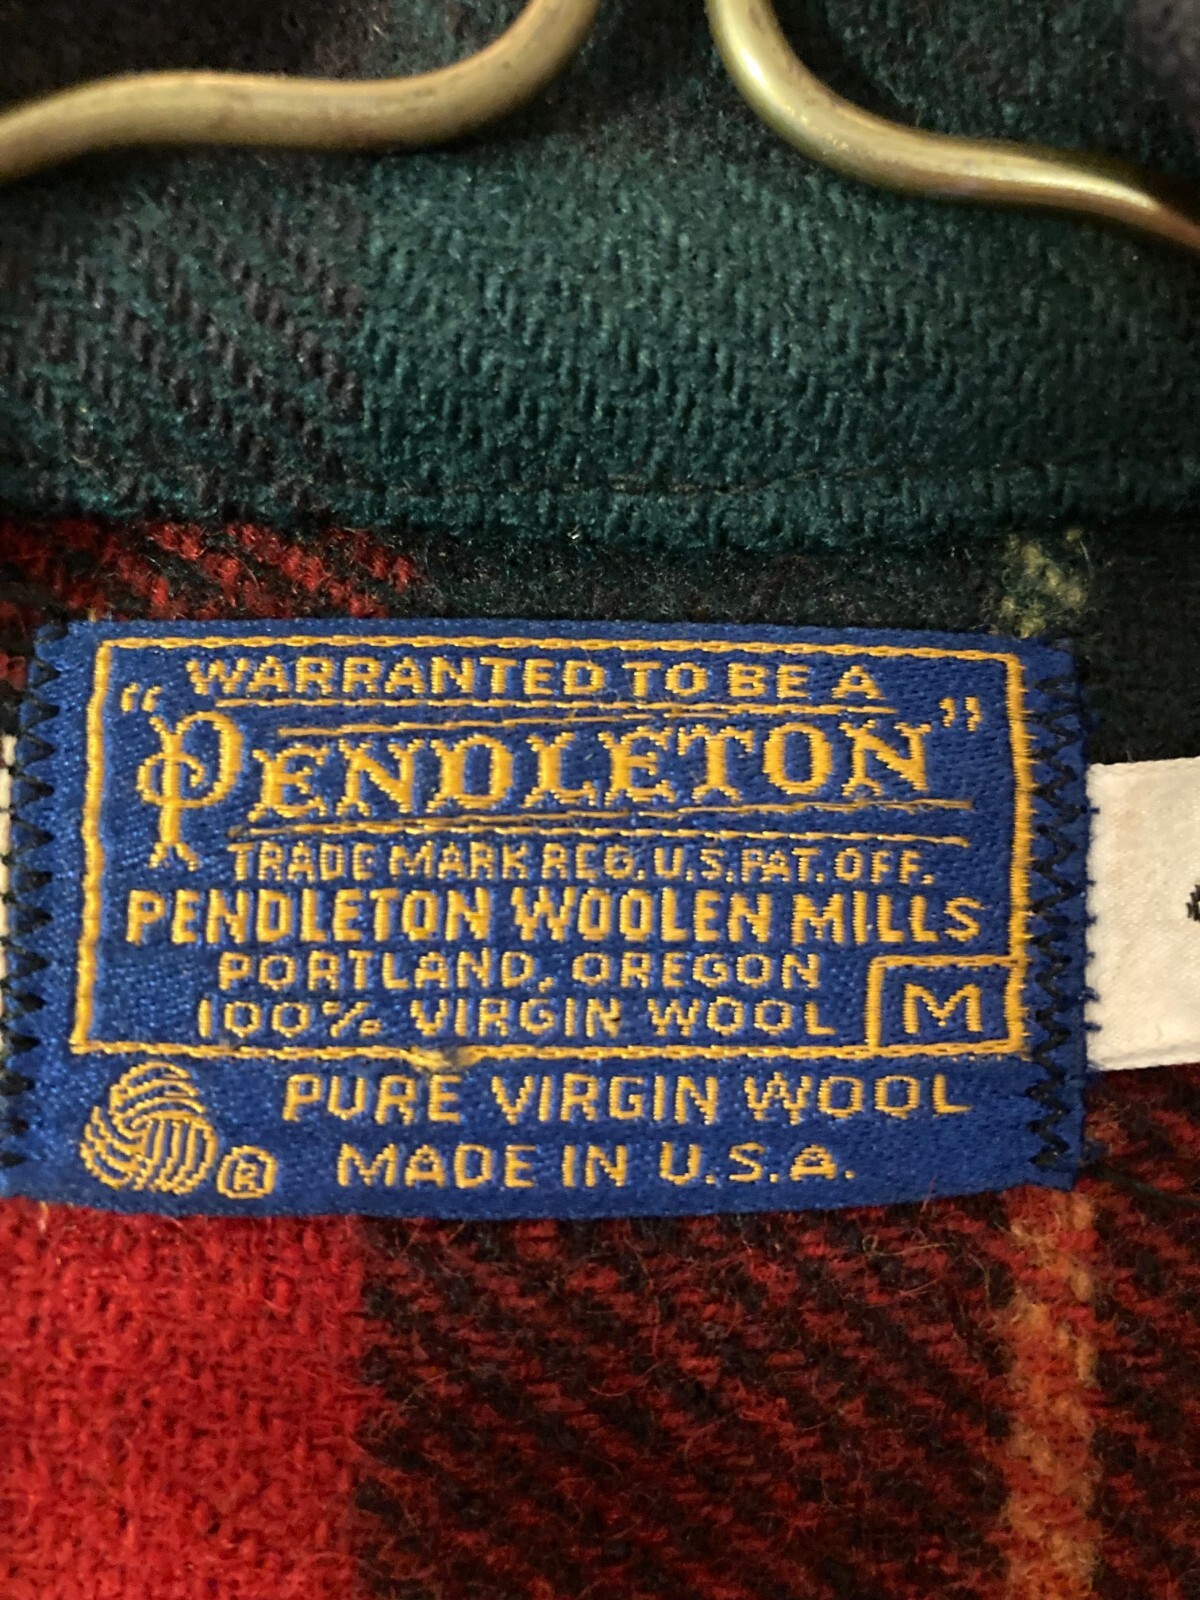 WARRANTED TO BE A
"PENDLETON"
TRADE MARK REG. U.S. PAT. OFF.
PENDLETON WOOLEN MILLS
PORTLAND, OREGON
100% VIRGIN WOOL M
PURE VIRGIN WOOL
® MADE IN U.S.A.